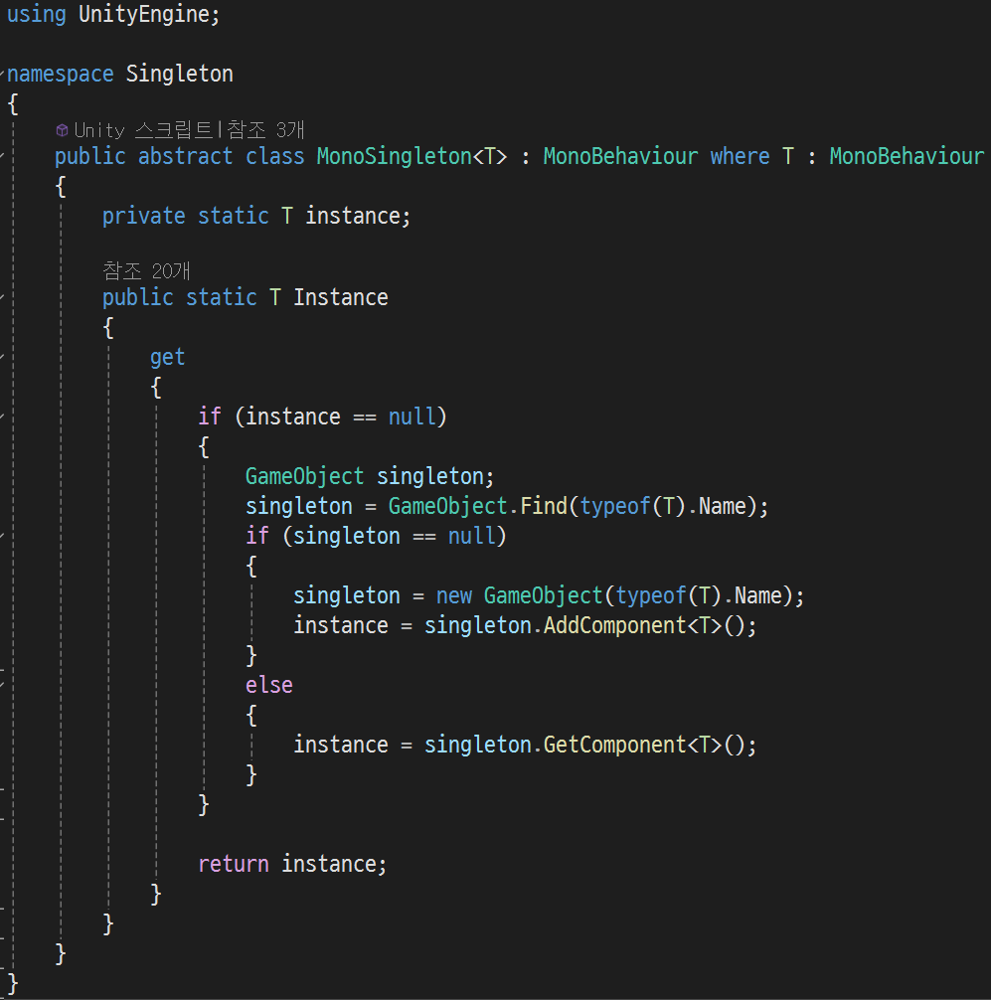 using UnityEngine;
namespace Singleton
{
Unity 스크립트|참조 3개
public abstract class MonoSingleton<T> : MonoBehaviour where T : MonoBehaviour
{
private static T instance;
참조 20개
public static T Instance
{
get
{
if (instance == null)
{
GameObject singleton;
singleton = GameObject.Find(typeof(T).Name);
if (singleton == null)
{
singleton = new GameObject(typeof(T).Name);
instance = singleton.AddComponent<T>();
}
else
{
instance = singleton.GetComponent<T>();
}
}
return instance;
}
}
}
}